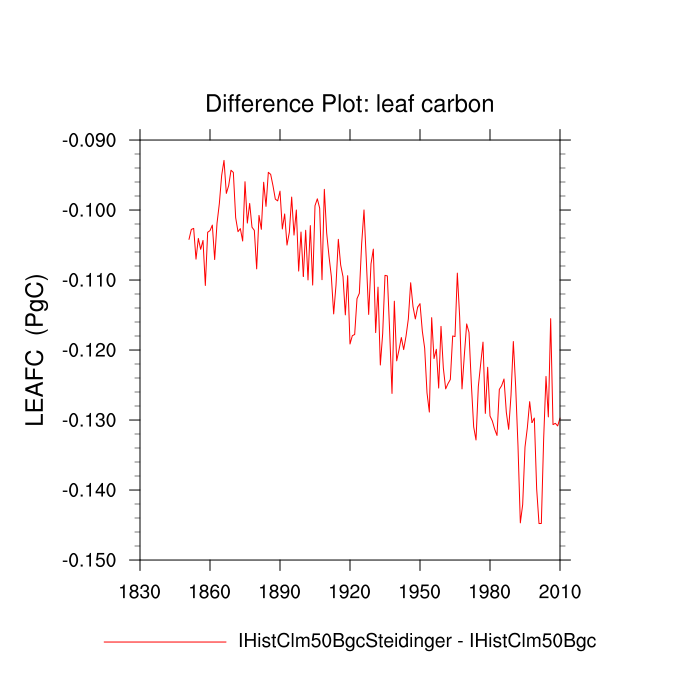 Difference Plot: leaf carbon
-0.090
-0.100
-0.110
-0.120
-0.130
-0.140
-0.150
LEAFC (PgC)
1830 1860 1890 1920 1950 1980 2010
IHistClm50BgcSteidinger - IHistClm50Bgc